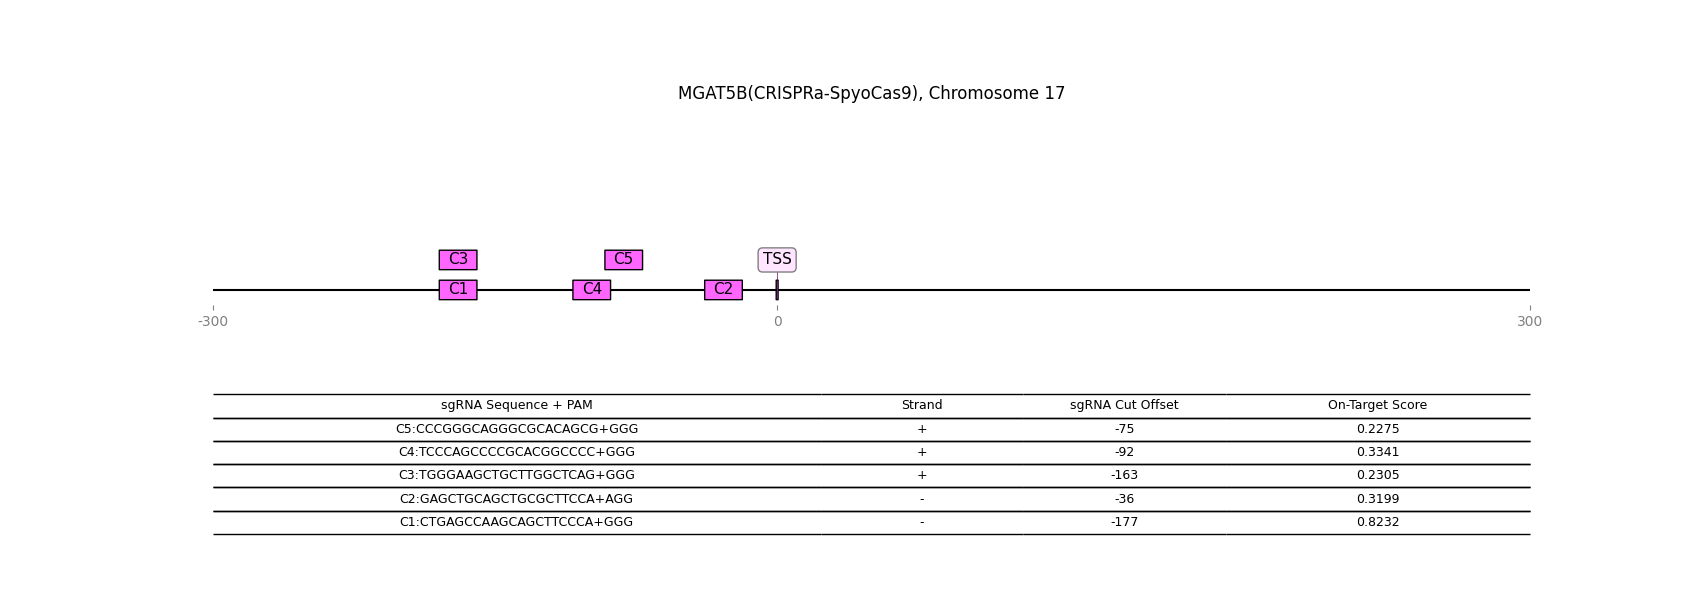 MGAT5B(CRISPRa-SpyoCas9), Chromosome 17
C3 C5 TSS
C1 C4 C2
-300 0 300
sgRNA Sequence + PAM Strand sgRNA Cut Offset On-Target Score
C5:CCCGGGCAGGGCGCACAGCG+GGG + -75 0.2275
C4:TCCCAGCCCCGCACGGCCCC+GGG + -92 0.3341
C3:TGGGAAGCTGCTTGGCTCAG+GGG + -163 0.2305
C2:GAGCTGCAGCTGCGCTTCCA+AGG - -36 0.3199
C1:CTGAGCCAAGCAGCTTCCCA+GGG - -177 0.8232